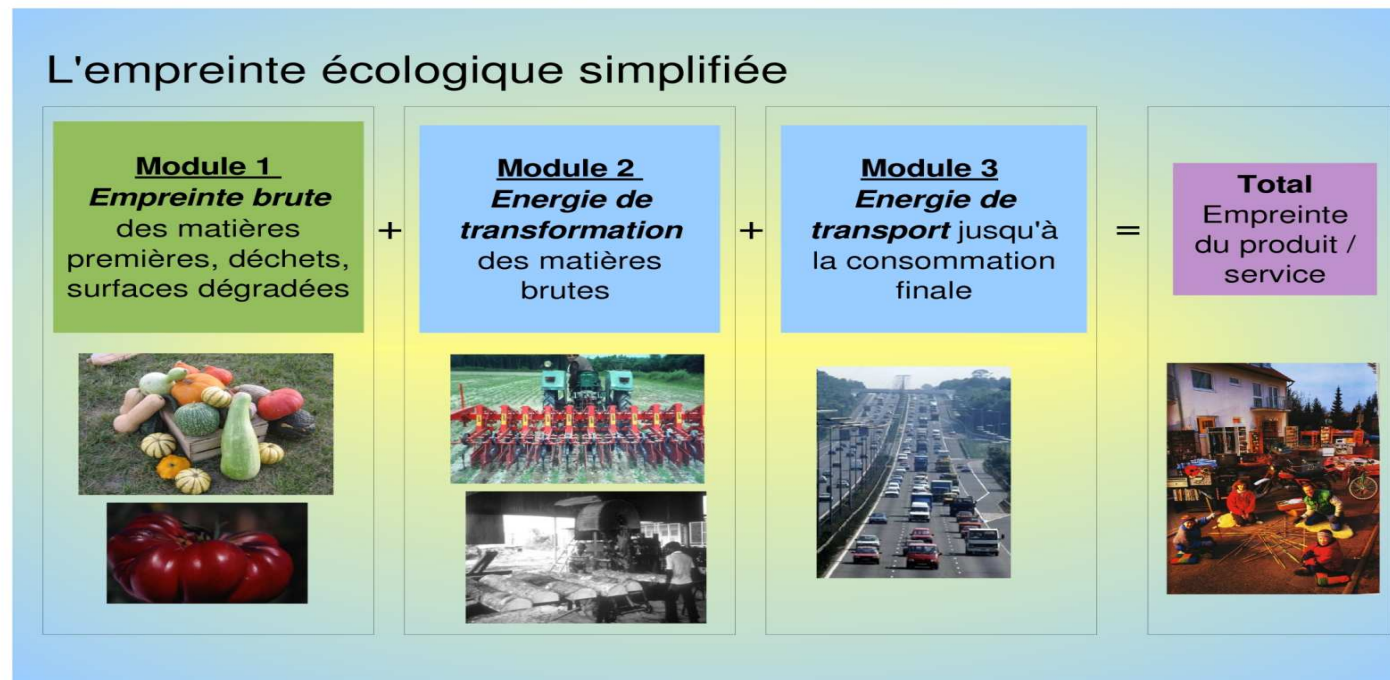 L'empreinte écologique simplifiée
Module 1
Empreinte brute
des matières
premières, déchets,
surfaces dégradées
+
Module 2
Energie de
transformation
des matières
brutes
+
Module 3
Energie de
transport jusqu'à
la consommation
finale
=
Total
Empreinte
du produit /
service